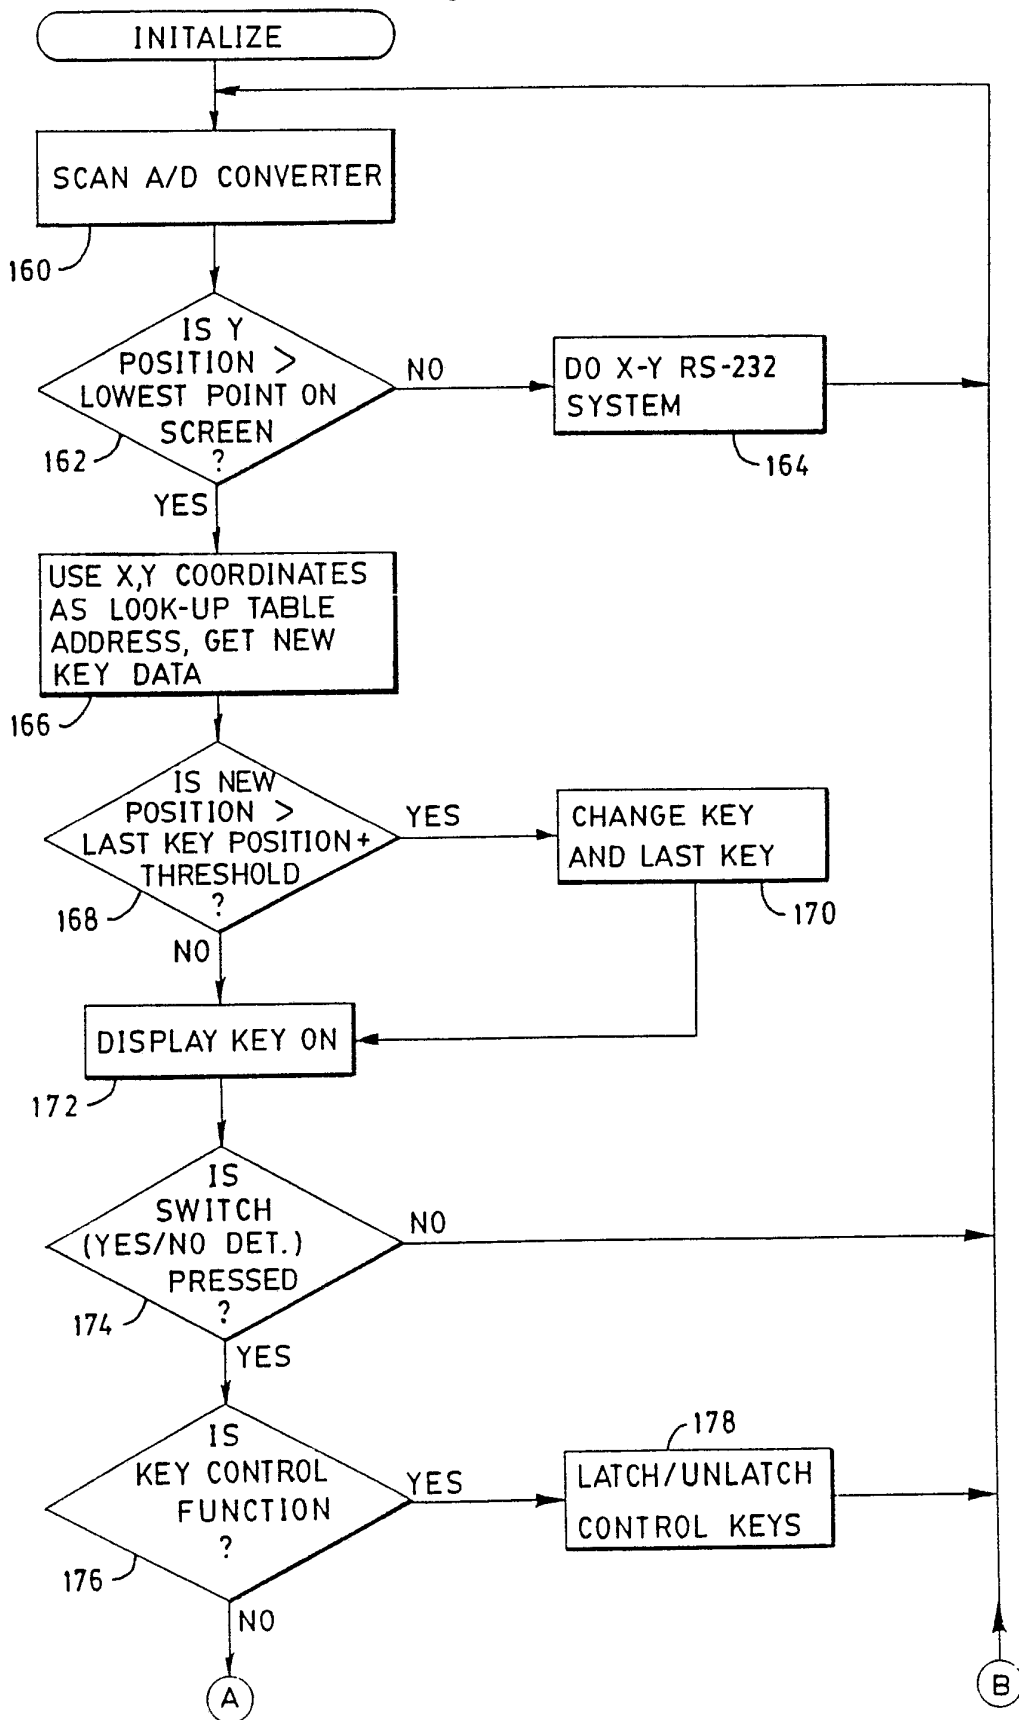 INITALIZE
SCAN A/D CONVERTER
160
IS Y
POSITION >
LOWEST POINT ON
SCREEN
?
162
NO
DO X-Y RS-232
SYSTEM
164
YES
USE X,Y COORDINATES
AS LOOK-UP TABLE
ADDRESS, GET NEW
KEY DATA
166
IS NEW
POSITION >
LAST KEY POSITION +
THRESHOLD
?
168
YES
CHANGE KEY
AND LAST KEY
170
NO
DISPLAY KEY ON
172
IS
SWITCH
(YES/NO DET.)
PRESSED
?
174
NO
YES
IS
KEY CONTROL
FUNCTION
?
176
YES
178
LATCH/UNLATCH
CONTROL KEYS
NO
A
B